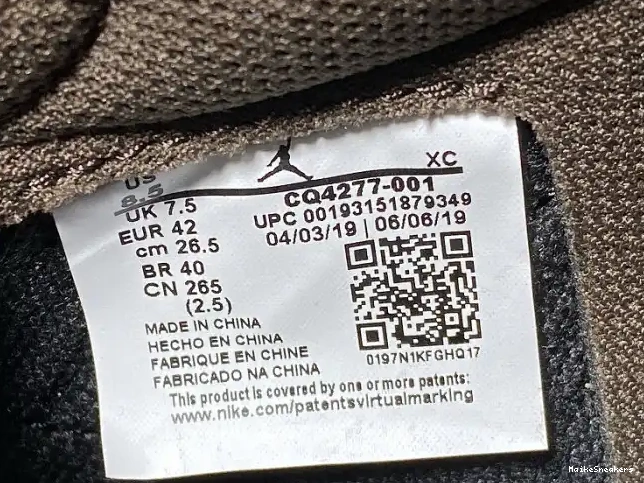 US
8.5
UK 7.5
EUR 42
cm 26.5
BR 40
CN 265
(2.5)
XC
CQ4277-001
UPC 00193151879349
04/03/19 | 06/06/19
0197N1KFGHQ17
MADE IN CHINA
HECHO EN CHINA
FABRIQUE EN CHINE
FABRICADO NA CHINA
This product is covered by one or more patents:
www.nike.com/patentsvirtualmarking
MaikeSneakers